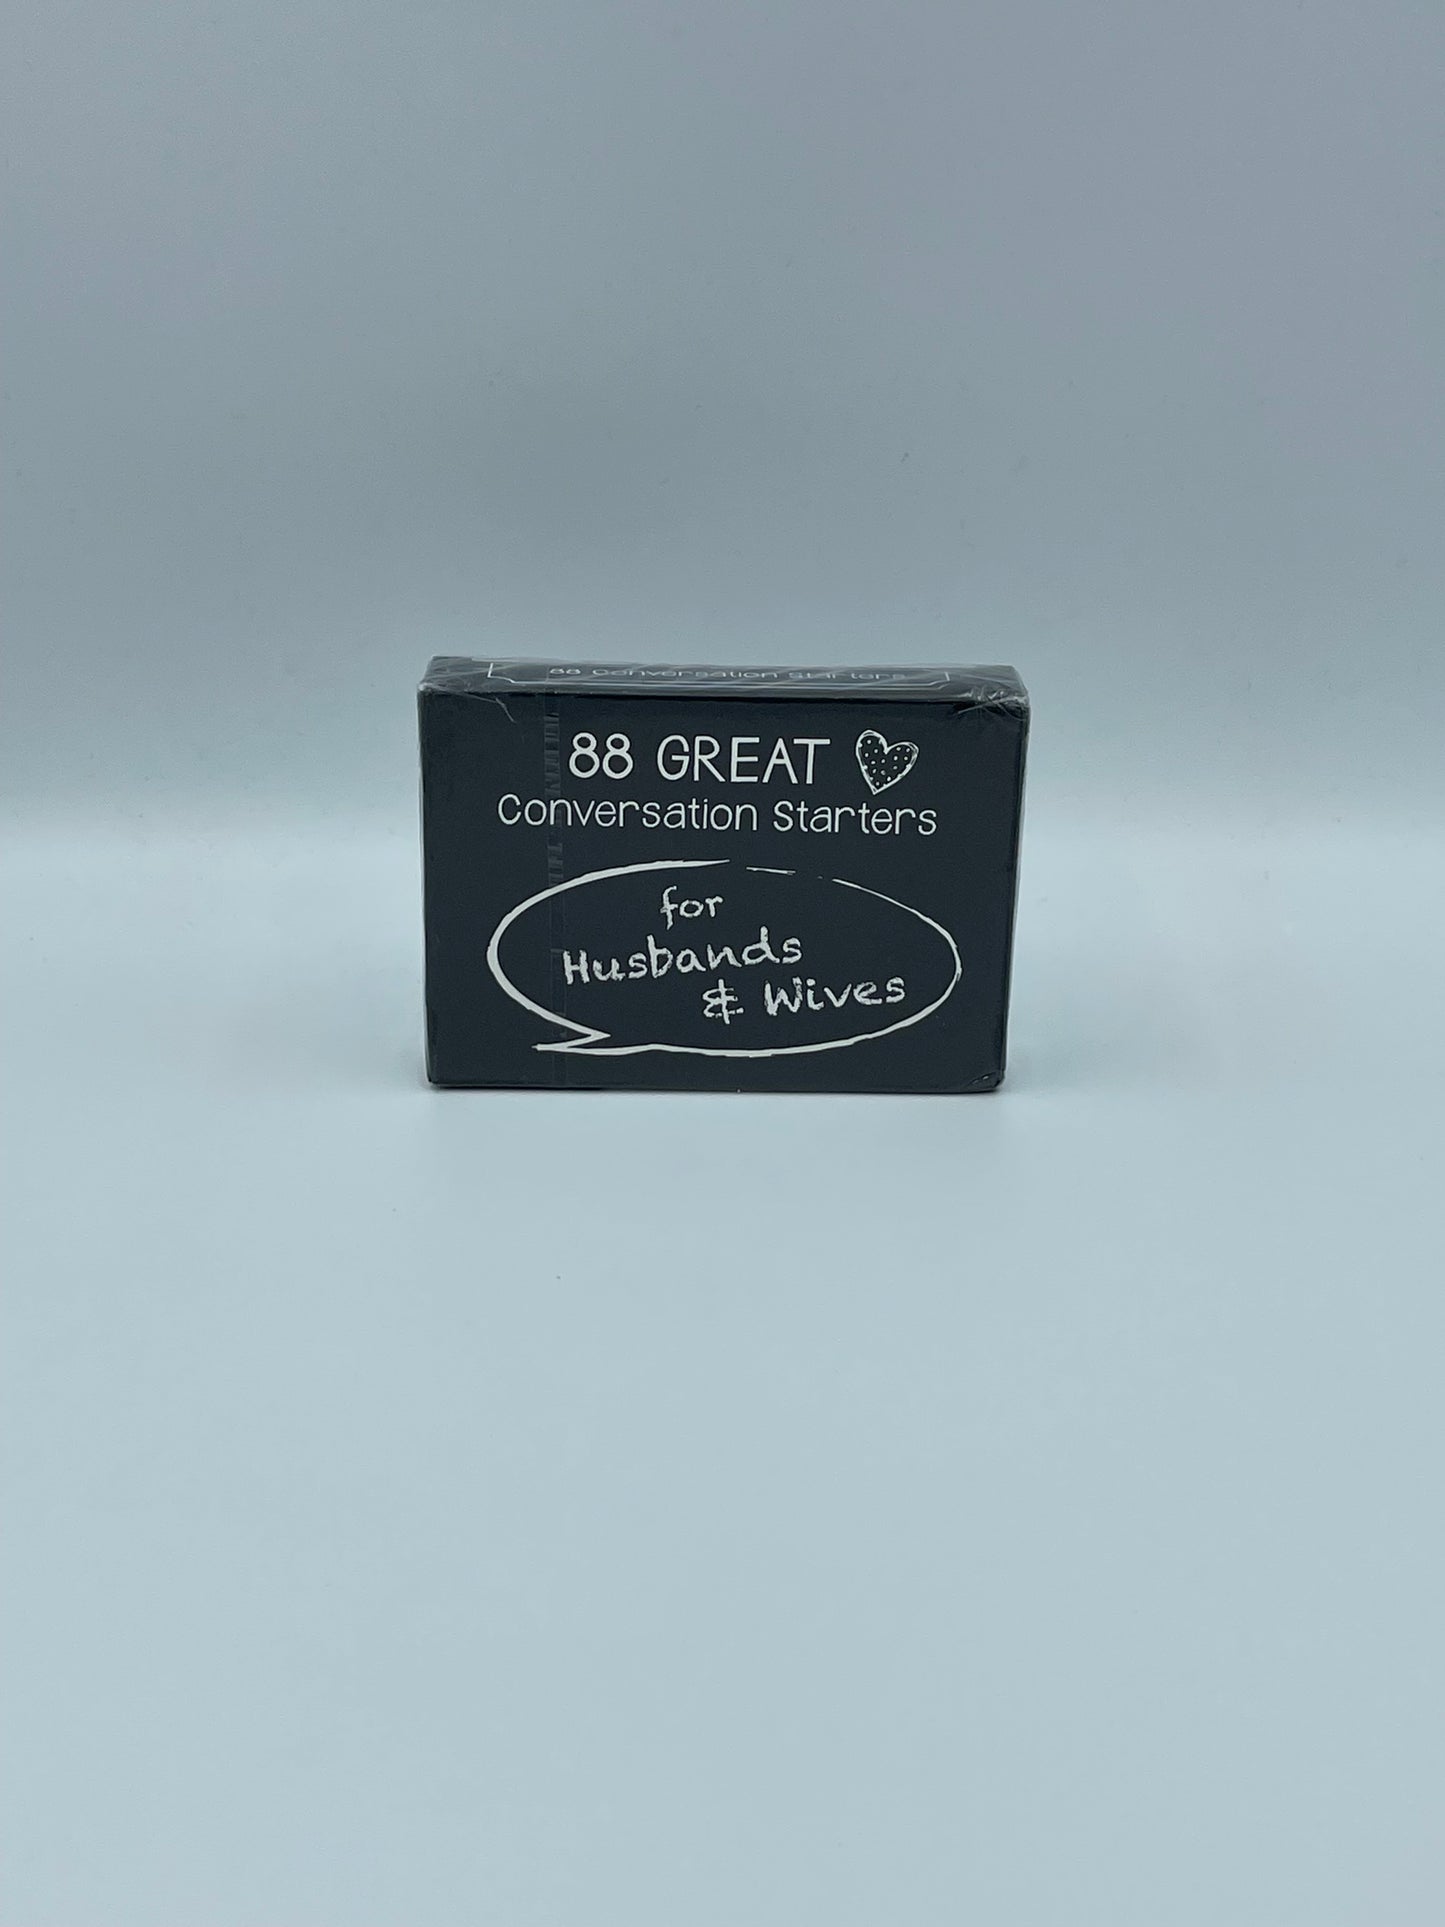 88 Conversation Starters
88 GREAT
Conversation Starters
for
Husbands
& Wives